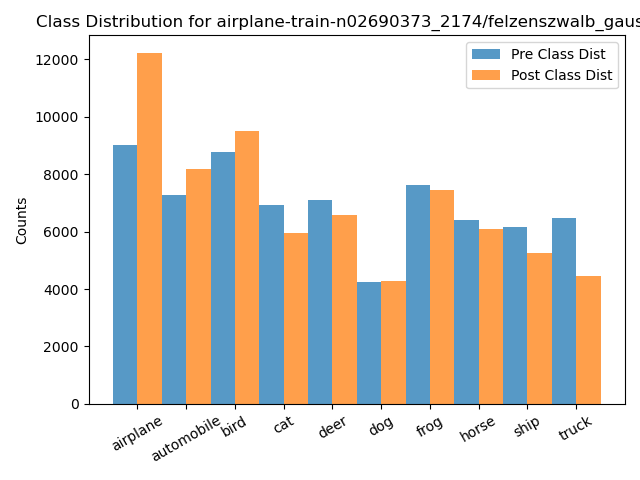 Class Distribution for airplane-train-n02690373_2174/felzenszwalb_gaus
Pre Class Dist
Post Class Dist
Counts
12000
10000
8000
6000
4000
2000
0
airplane
automobile
bird
cat
deer
dog
frog
horse
ship
truck